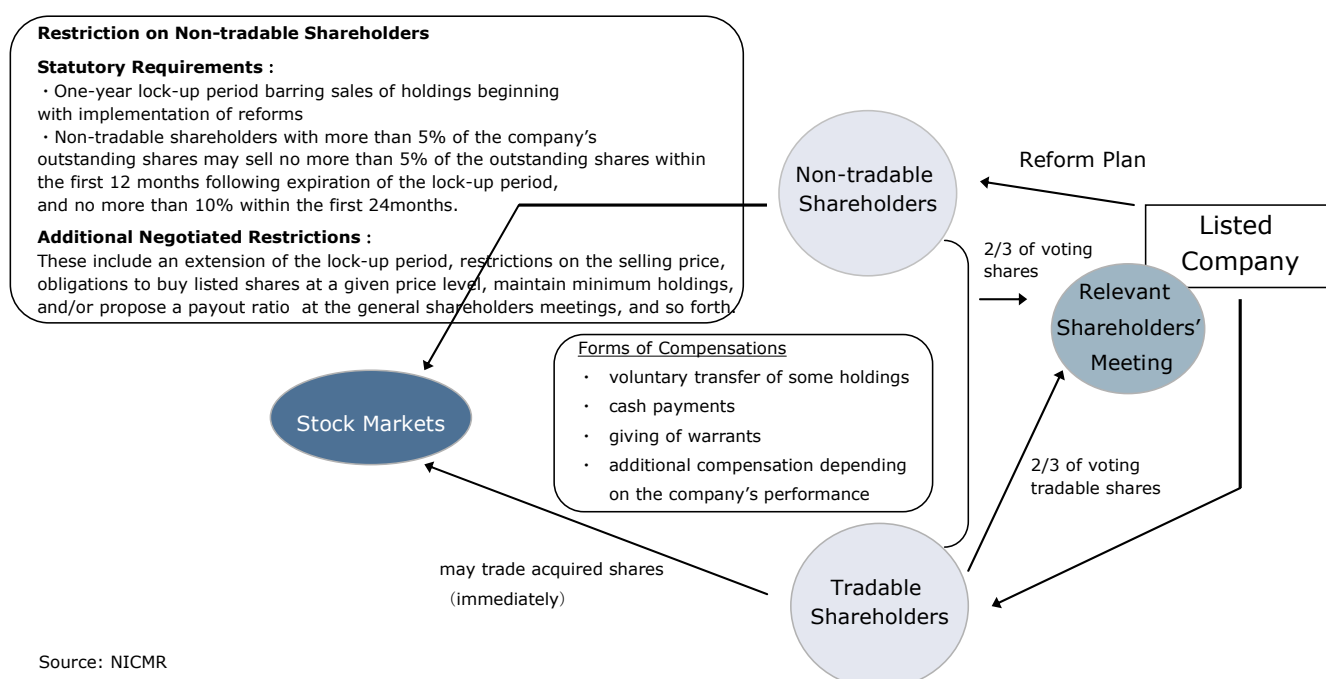 Restriction on Non-tradable Shareholders
Statutory Requirements :
・One-year lock-up period barring sales of holdings beginning
with implementation of reforms
・Non-tradable shareholders with more than 5% of the company's
outstanding shares may sell no more than 5% of the outstanding shares within
the first 12 months following expiration of the lock-up period,
and no more than 10% within the first 24months.
Additional Negotiated Restrictions :
These include an extension of the lock-up period, restrictions on the selling price,
obligations to buy listed shares at a given price level, maintain minimum holdings,
and/or propose a payout ratio at the general shareholders meetings, and so forth.
Non-tradable
Shareholders
Reform Plan
Listed
Company
2/3 of voting
shares
Relevant
Shareholders'
Meeting
Forms of Compensations
・ voluntary transfer of some holdings
・ cash payments
・ giving of warrants
・ additional compensation depending
on the company's performance
Stock Markets
2/3 of voting
tradable shares
may trade acquired shares
（immediately）
Tradable
Shareholders
Source: NICMR